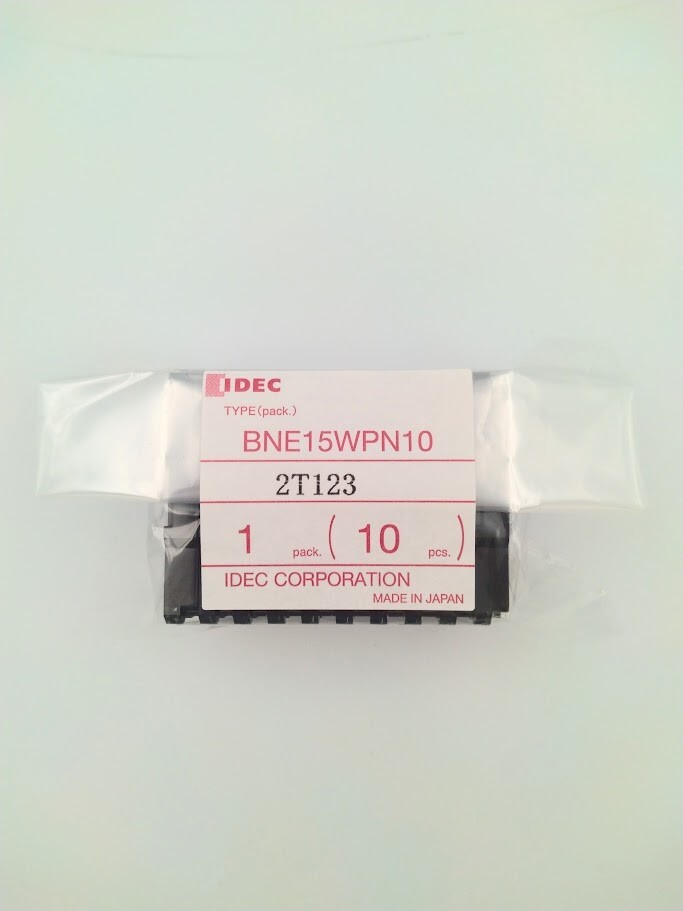 IDEC
TYPE(pack.)
BNE15WPN10
2T123
1 pack. ( 10 pcs. )
IDEC CORPORATION
MADE IN JAPAN